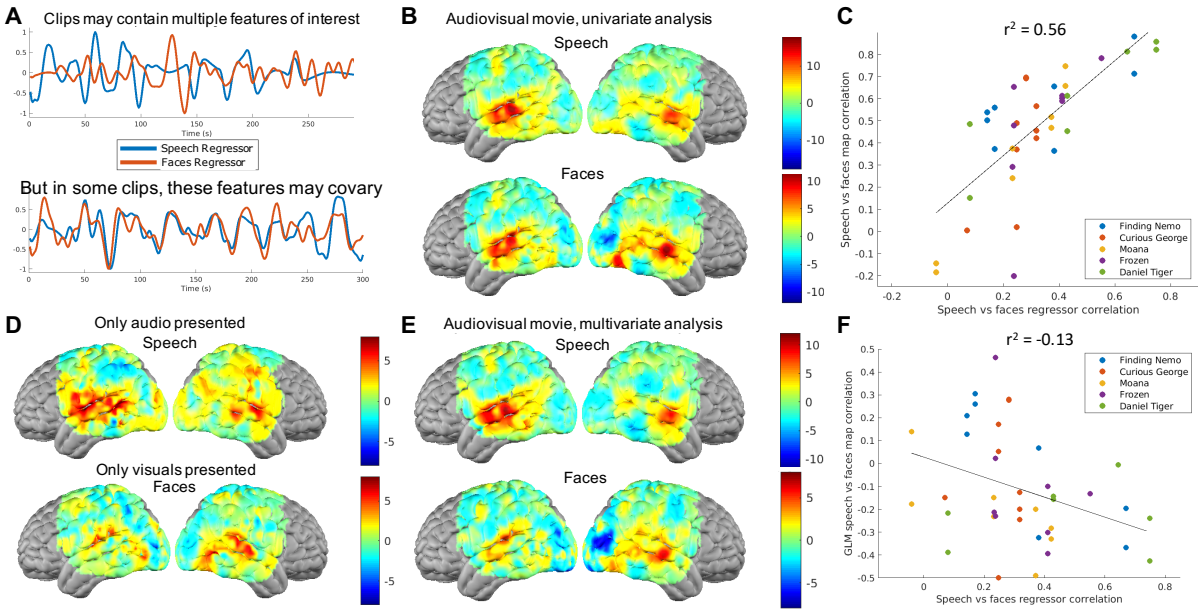 A
Clips may contain multiple features of interest
1
0.5
0
-0.5
-1
0
50
100
150
200
250
Time (s)
Speech Regressor
Faces Regressor
But in some clips, these features may covary
0.5
0
-0.5
-1
0
50
100
150
200
250
300
Time (s)
B
Audiovisual movie, univariate analysis
Speech
10
5
0
-5
-10
Faces
10
5
0
-5
-10
C
r² = 0.56
Speech vs faces map correlation
0.9
0.8
0.7
0.6
0.5
0.4
0.3
0.2
0.1
0
-0.1
-0.2
Finding Nemo
Curious George
Moana
Frozen
Daniel Tiger
-0.2
0
0.2
0.4
0.6
0.8
Speech vs faces regressor correlation
D
Only audio presented
Speech
5
0
-5
Only visuals presented
Faces
5
0
-5
E
Audiovisual movie, multivariate analysis
Speech
10
5
0
-5
-10
Faces
5
0
-5
F
r² = -0.13
GLM speech vs faces map correlation
0.5
0.4
0.3
0.2
0.1
0
-0.1
-0.2
-0.3
-0.4
-0.5
Finding Nemo
Curious George
Moana
Frozen
Daniel Tiger
0
0.2
0.4
0.6
0.8
Speech vs faces regressor correlation